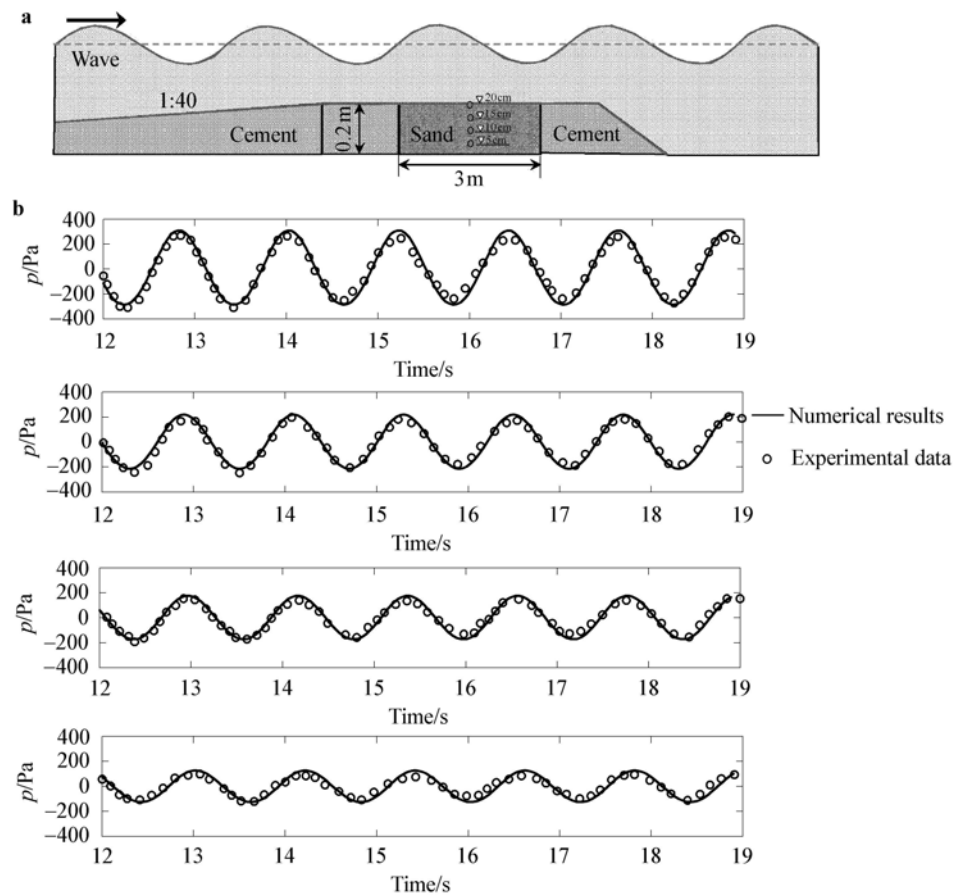 a
Wave
1:40
Cement
0.2 m
Sand
20cm
15cm
10cm
5cm
Cement
3 m
b
400
200
0
−200
−400
p/Pa
12 13 14 15 16 17 18 19
Time/s
400
200
0
−200
−400
p/Pa
12 13 14 15 16 17 18 19
Time/s
Numerical results
Experimental data
400
200
0
−200
−400
p/Pa
12 13 14 15 16 17 18 19
Time/s
400
200
0
−200
−400
p/Pa
12 13 14 15 16 17 18 19
Time/s